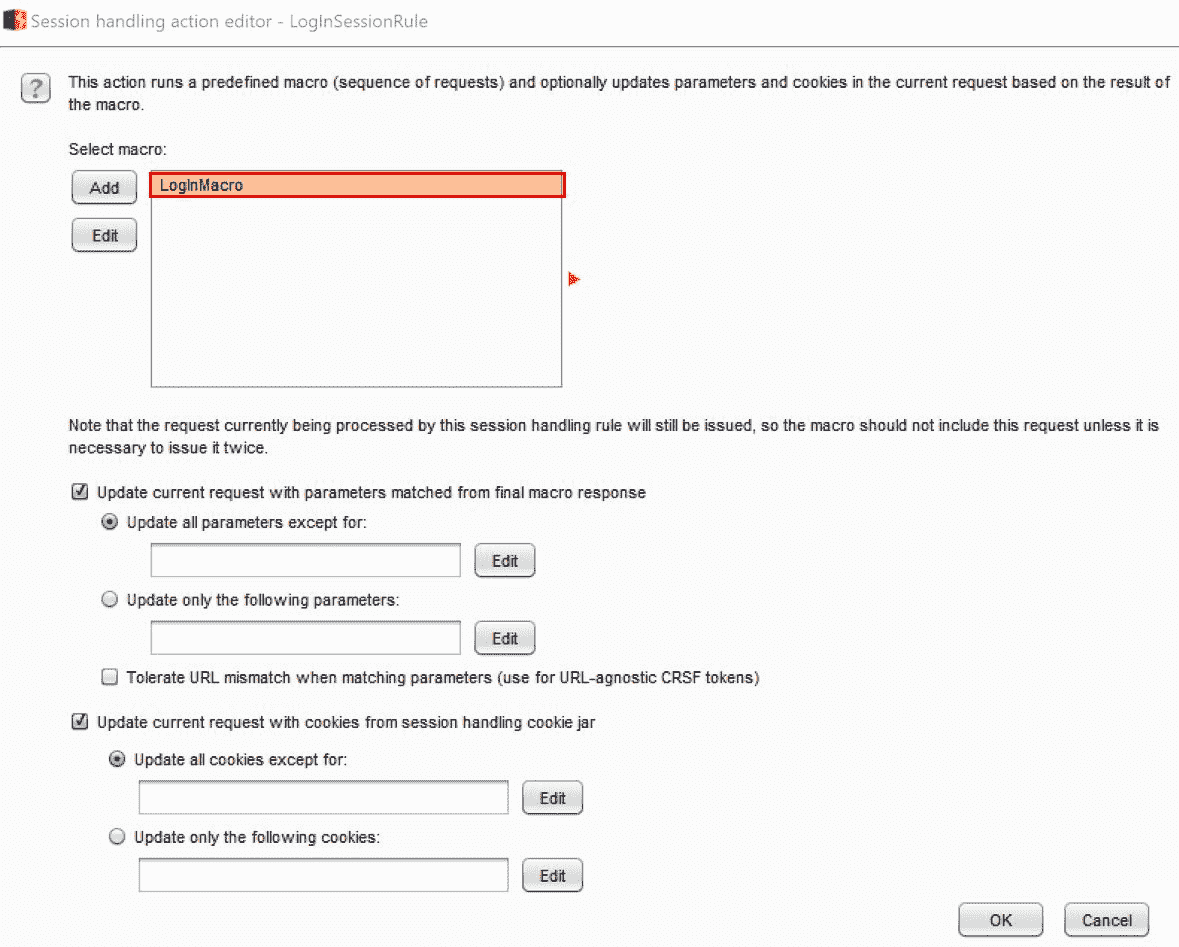 Session handling action editor - LogInSessionRule
?
This action runs a predefined macro (sequence of requests) and optionally updates parameters and cookies in the current request based on the result of
the macro.
Select macro:
Add
LogInMacro
Edit
Note that the request currently being processed by this session handling rule will still be issued, so the macro should not include this request unless it is
necessary to issue it twice.
Update current request with parameters matched from final macro response
Update all parameters except for:
Edit
Update only the following parameters:
Edit
Tolerate URL mismatch when matching parameters (use for URL-agnostic CRSF tokens)
Update current request with cookies from session handling cookie jar
Update all cookies except for:
Edit
Update only the following cookies:
Edit
OK
Cancel